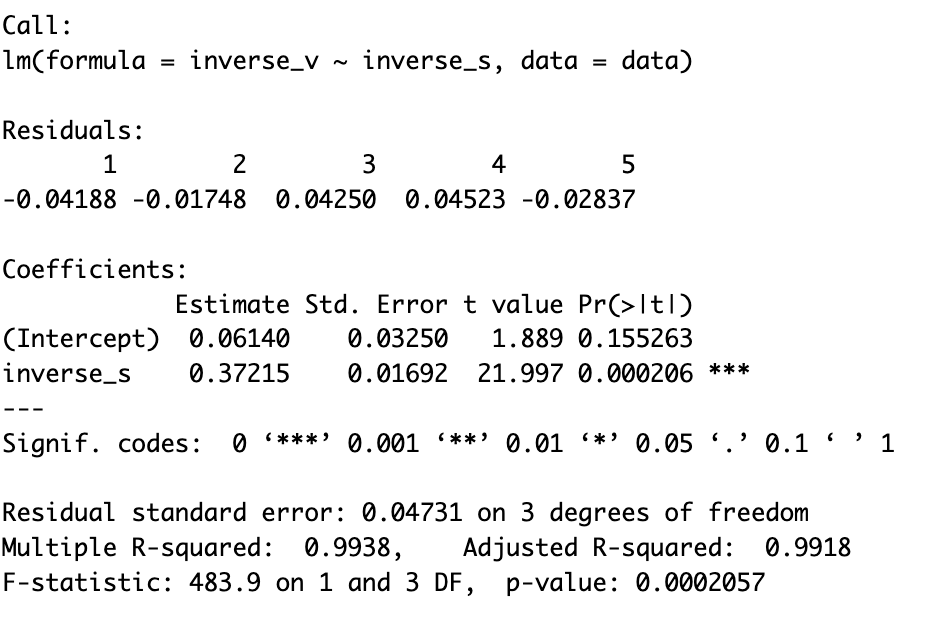 Call:
lm(formula = inverse_v ~ inverse_s, data = data)
Residuals:
1 2 3 4 5
-0.04188 -0.01748 0.04250 0.04523 -0.02837
Coefficients:
Estimate Std. Error t value Pr(>|t|)
(Intercept) 0.06140 0.03250 1.889 0.155263
inverse_s 0.37215 0.01692 21.997 0.000206 ***
---
Signif. codes: 0 ‘***’ 0.001 ‘**’ 0.01 ‘*’ 0.05 ‘.’ 0.1 ‘ ’ 1
Residual standard error: 0.04731 on 3 degrees of freedom
Multiple R-squared: 0.9938, Adjusted R-squared: 0.9918
F-statistic: 483.9 on 1 and 3 DF, p-value: 0.0002057